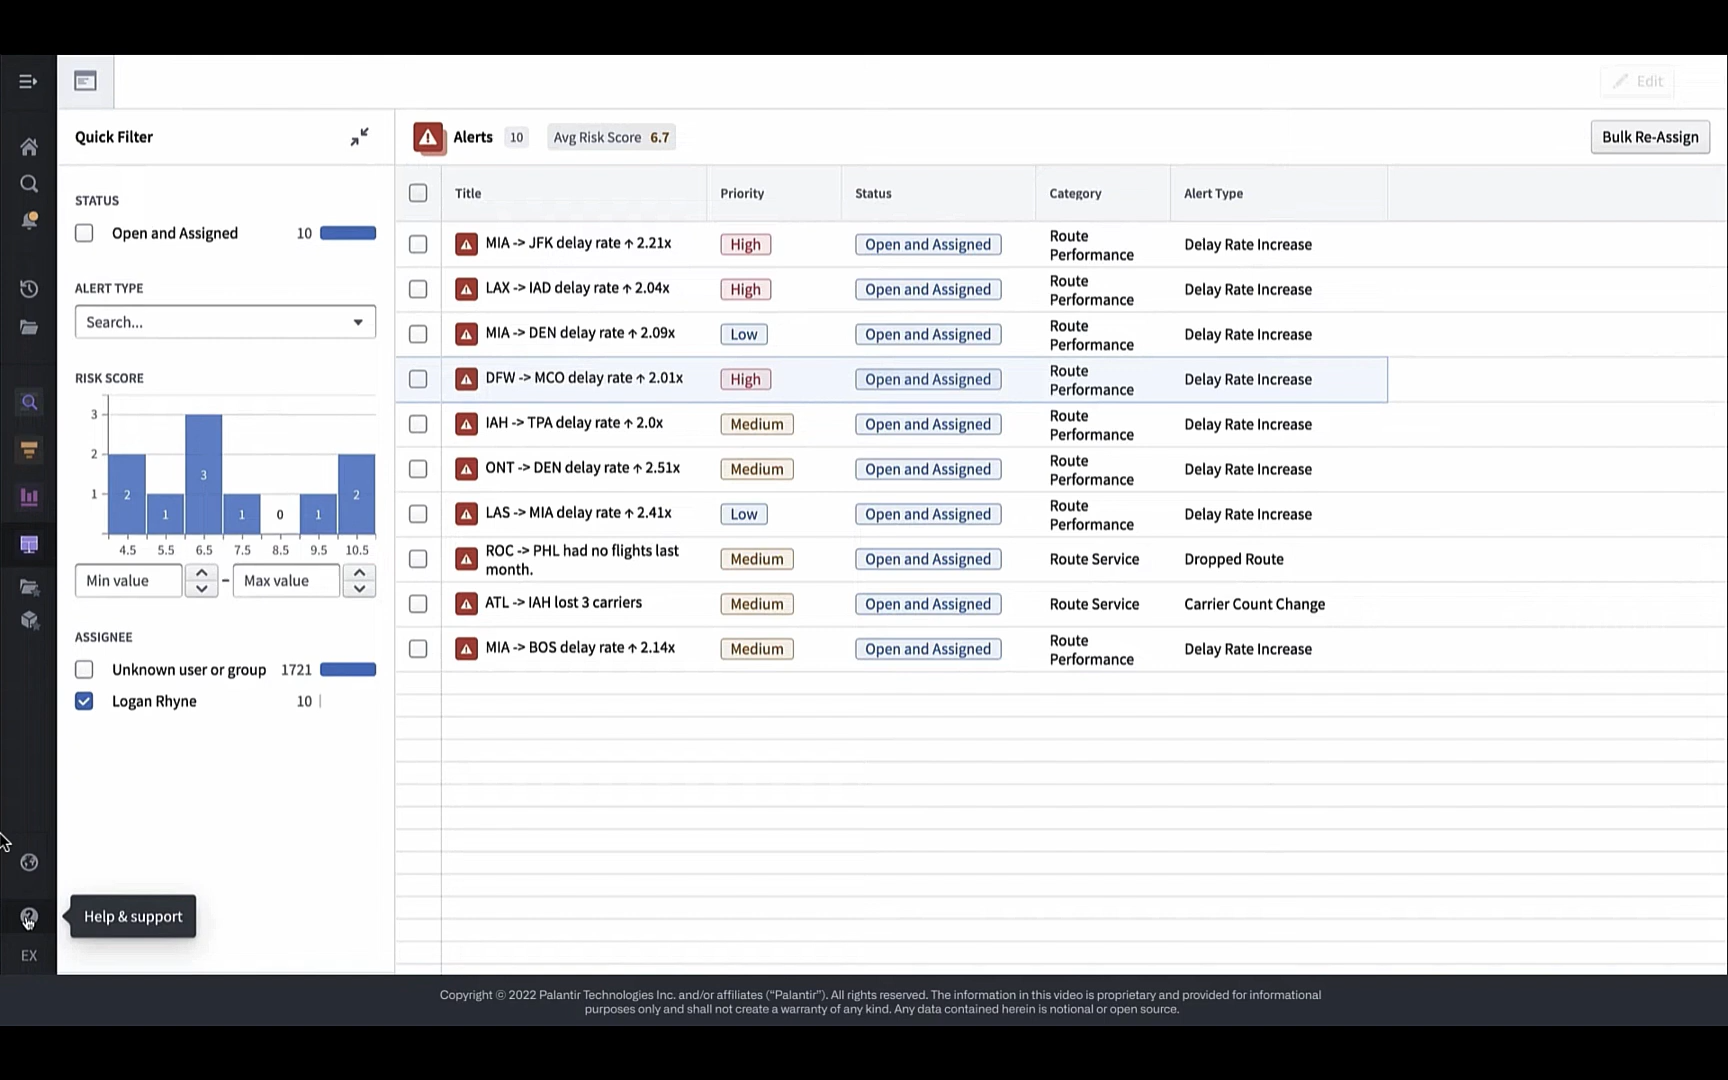 Edit
Quick Filter
Alerts 10 Avg Risk Score 6.7
Bulk Re-Assign
STATUS
Open and Assigned 10
ALERT TYPE
Search...
RISK SCORE
3
2
1
2 1 3 1 0 1 2
4.5 5.5 6.5 7.5 8.5 9.5 10.5
Min value – Max value
ASSIGNEE
Unknown user or group 1721
Logan Rhyne 10
Title Priority Status Category Alert Type
MIA -> JFK delay rate ↑ 2.21x High Open and Assigned Route Performance Delay Rate Increase
LAX -> IAD delay rate ↑ 2.04x High Open and Assigned Route Performance Delay Rate Increase
MIA -> DEN delay rate ↑ 2.09x Low Open and Assigned Route Performance Delay Rate Increase
DFW -> MCO delay rate ↑ 2.01x High Open and Assigned Route Performance Delay Rate Increase
IAH -> TPA delay rate ↑ 2.0x Medium Open and Assigned Route Performance Delay Rate Increase
ONT -> DEN delay rate ↑ 2.51x Medium Open and Assigned Route Performance Delay Rate Increase
LAS -> MIA delay rate ↑ 2.41x Low Open and Assigned Route Performance Delay Rate Increase
ROC -> PHL had no flights last month. Medium Open and Assigned Route Service Dropped Route
ATL -> IAH lost 3 carriers Medium Open and Assigned Route Service Carrier Count Change
MIA -> BOS delay rate ↑ 2.14x Medium Open and Assigned Route Performance Delay Rate Increase
Help & support
EX
Copyright © 2022 Palantir Technologies Inc. and/or affiliates (“Palantir”). All rights reserved. The information in this video is proprietary and provided for informational
purposes only and shall not create a warranty of any kind. Any data contained herein is notional or open source.